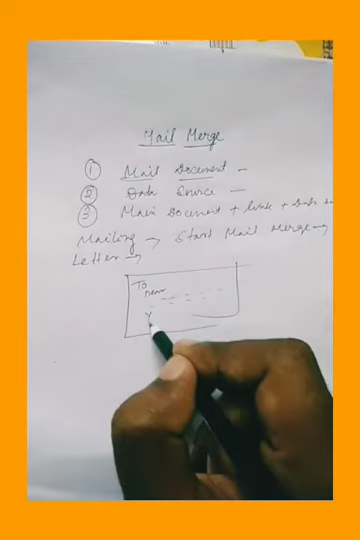 Mail Merge
① Mail Document -
② Data Source -
③ Main Document + link + Data
Mailing → Start Mail Merge →
Letter →
To
Dear
Y